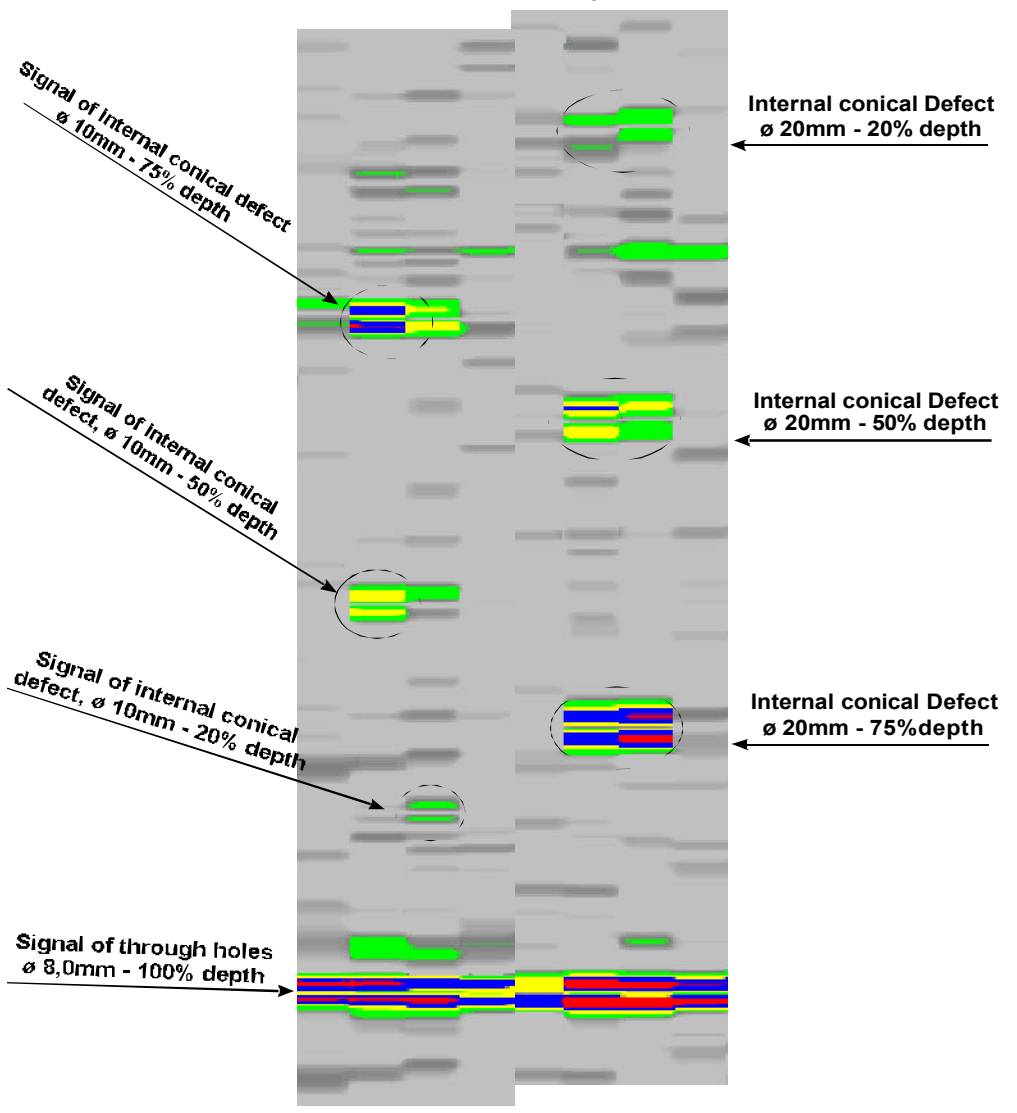 Signal of internal conical defect
ø 10mm - 75% depth
Signal of internal conical
defect, ø 10mm - 50% depth
Signal of internal conical
defect, ø 10mm - 20% depth
Signal of through holes
ø 8,0mm - 100% depth
Internal conical Defect
ø 20mm - 20% depth
Internal conical Defect
ø 20mm - 50% depth
Internal conical Defect
ø 20mm - 75%depth